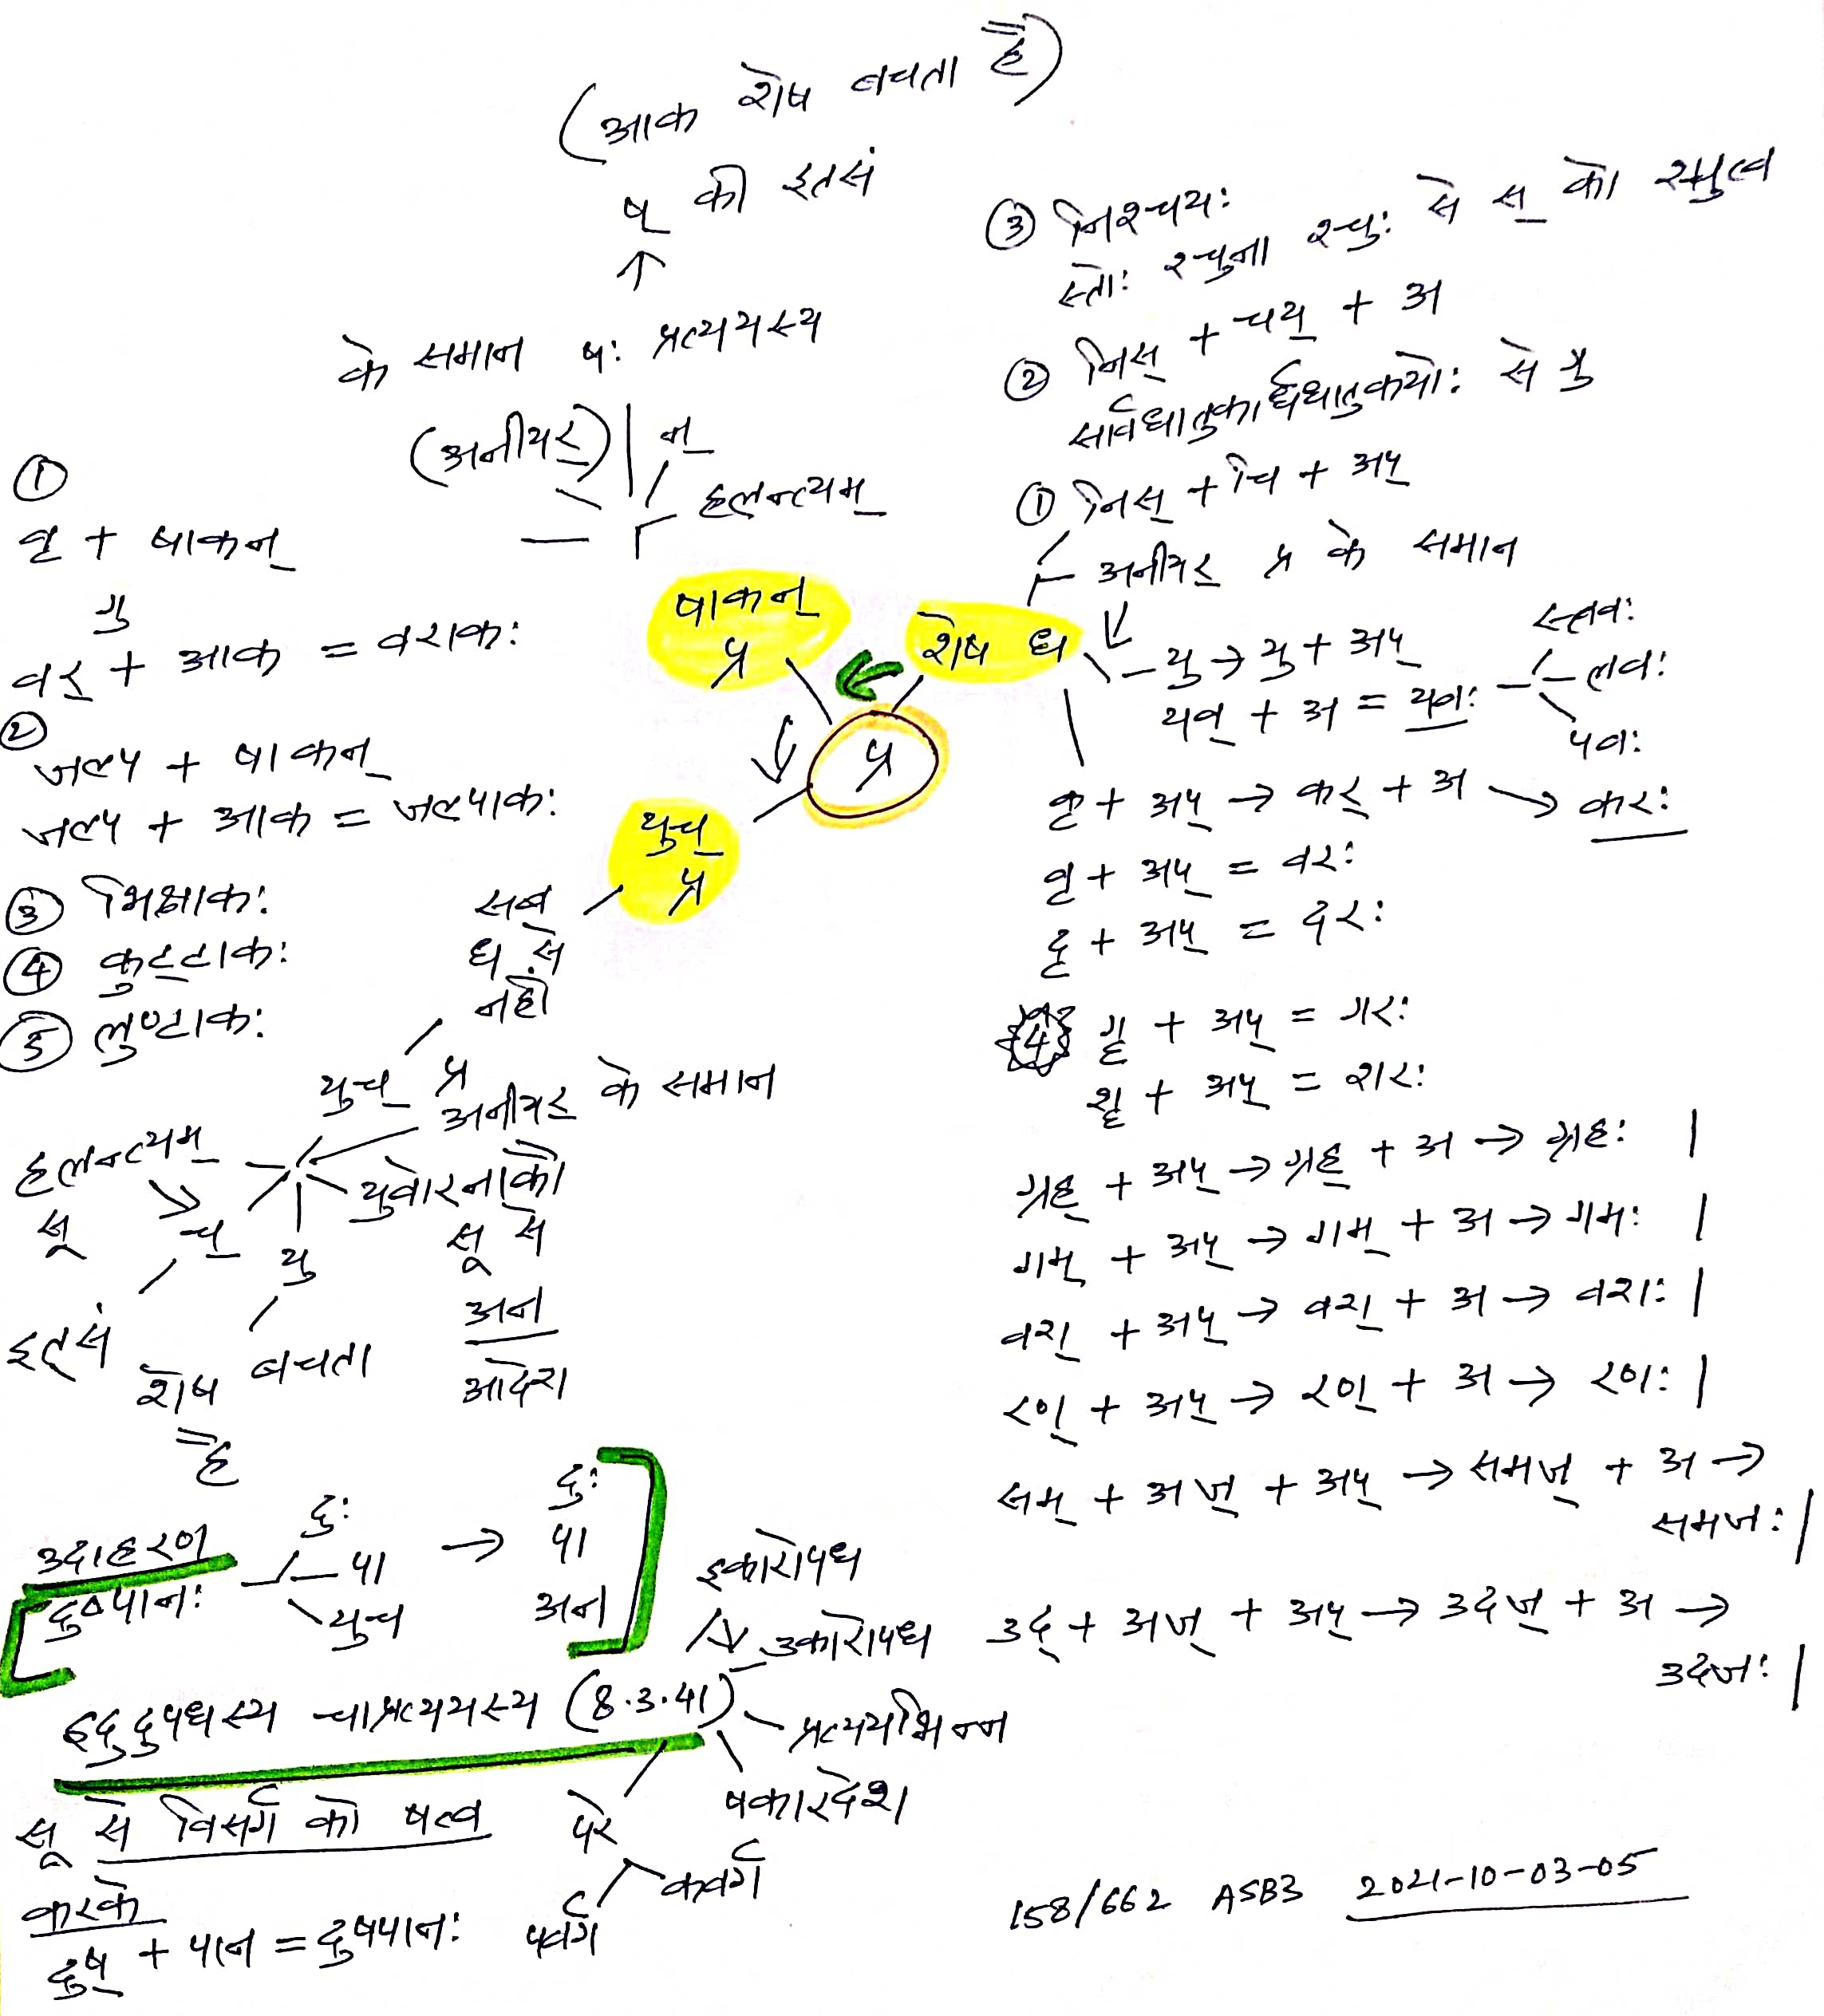 (आक शेष बचता है)
ष् की इत्सं
↑
के समान षः प्रत्ययस्य
(अनीयर्) न्
हलन्त्यम्
①
वृ + षाकन्
गु
वर् + आक = वराकः
②
जल्प + षाकन्
जल्प + आक = जल्पाकः
③ भिक्षाकः
④ कुट्टाकः
⑤ लुण्टाकः
षाकन्
प्र
शेष ध
प्र
युच्
प्र
सब
ध से
नहीं
युच् प्र
अनीयर् के समान
हलन्त्यम्
सू
च्
यु
युवोरनाकौ
सू से
अन
आदेश
इत्सं
शेष बचता
है
उदाहरण
दुष्पानः
दुः
पा
युच्
→
दुः
पा
अन
इकारोपध
उकारोपध
इदुदुपधस्य चाप्रत्ययस्य (8.3.41)
प्रत्ययभिन्न
षकारदेश
परे
कवर्ग
पवर्ग
सू से विसर्ग को षत्व
करके
दुष् + पान = दुष्पानः
③ निश्चयः
स्तोः श्चुना श्चुः से स् को श्चुत्व
② निस् + चय् + अ
सार्वधातुकार्धधातुकयोः से गु
① निस् + चि + अप्
अनीयर् प्र के समान
यु → यु + अप्
यव् + अ = यवः
स्तवः
लवः
पवः
कृ + अप् → कर् + अ → करः
वृ + अप् = वरः
दृ + अप् = दरः
4 गॄ + अप् = गरः
शॄ + अप् = शरः
ग्रह् + अप् → ग्रह् + अ → ग्रहः |
गम् + अप् → गम् + अ → गमः |
वश् + अप् → वश् + अ → वशः |
रण् + अप् → रण् + अ → रणः |
सम् + अज् + अप् → समज् + अ →
समजः |
उद् + अज् + अप् → उदज् + अ →
उदजः |
158/662 ASB3 2021-10-03-05